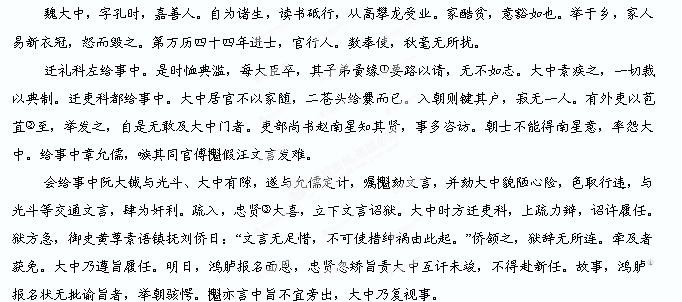 魏大中，字孔时，嘉善人。自为诸生，读书砥行，从高攀龙受业。家酷贫，意豁如也。举于乡，家人
易新衣冠，怒而毁之。第万历四十四年进士，官行人。数奉使，秋毫无所扰。
迁礼科左给事中。是时恤典滥，每大臣卒，其子弟夤缘①要路以请，无不如志。大中素疾之，一切裁
以典制。迁吏科都给事中。大中居官不以家随，二苍头给爨而已。入朝则键其户，寂无一人。有外吏以苞
苴②至，举发之，自是无敢及大中门者。吏部尚书赵南星知其贤，事多咨访。朝士不能得南星意，率怨大
中。给事中章允儒，嗾其同官傅櫆假汪文言发难。
会给事中阮大铖与光斗、大中有隙，遂与允儒定计，嘱櫆劾文言，并劾大中貌陋心险，色取行违，与
光斗等交通文言，肆为奸利。疏入，忠贤③大喜，立下文言诏狱。大中时方迁吏科，上疏力辩，诏许履任。
狱方急，御史黄尊素语镇抚刘侨曰：“文言无足惜，不可使搢绅祸由此起。”侨颔之，狱辞无所连。牵及者
获免。大中乃遵旨履任。明日，鸿胪报名面恩，忠贤忽矫旨责大中互讦未竣，不得赴新任。故事，鸿胪④
报名状无批谕旨者，举朝骇愕。櫆亦言中旨不宜旁出，大中乃复视事。